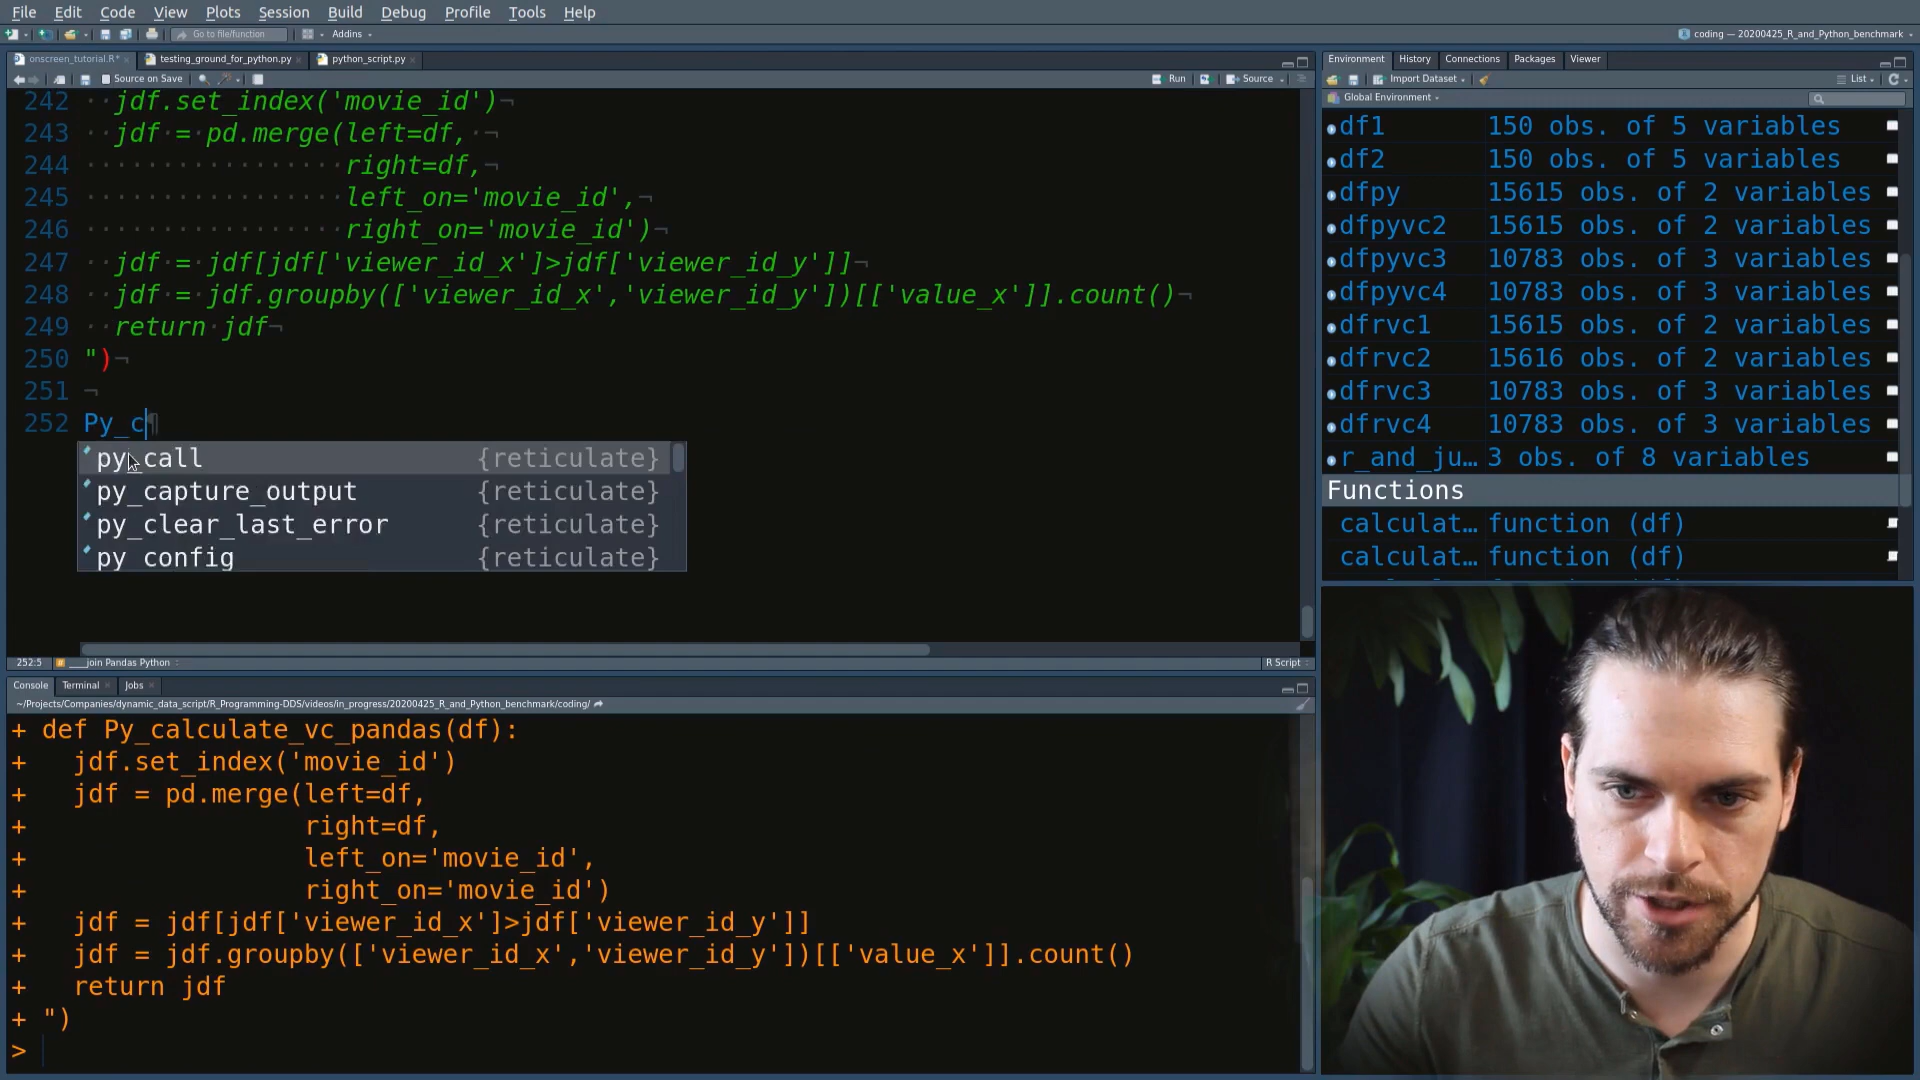 File Edit Code View Plots Session Build Debug Profile Tools Help
Go to file/function Addins coding — 20200425_R_and_Python_benchmark
onscreen_tutorial.R* testing_ground_for_python.py python_script.py
Source on Save Run Source
242 jdf.set_index('movie_id')¬
243 jdf = pd.merge(left=df, ¬
244 right=df,¬
245 left_on='movie_id',¬
246 right_on='movie_id')¬
247 jdf = jdf[jdf['viewer_id_x']>jdf['viewer_id_y']]¬
248 jdf = jdf.groupby(['viewer_id_x','viewer_id_y'])[['value_x']].count()¬
249 return jdf¬
250 ")¬
251 ¬
252 Py_c¶
py_call {reticulate}
py_capture_output {reticulate}
py_clear_last_error {reticulate}
py_config {reticulate}
252:5 ___join Pandas Python R Script
Console Terminal Jobs
~/Projects/Companies/dynamic_data_script/R_Programming-DDS/videos/in_progress/20200425_R_and_Python_benchmark/coding/
+ def Py_calculate_vc_pandas(df):
+ jdf.set_index('movie_id')
+ jdf = pd.merge(left=df,
+ right=df,
+ left_on='movie_id',
+ right_on='movie_id')
+ jdf = jdf[jdf['viewer_id_x']>jdf['viewer_id_y']]
+ jdf = jdf.groupby(['viewer_id_x','viewer_id_y'])[['value_x']].count()
+ return jdf
+ ")
>
Environment History Connections Packages Viewer
Import Dataset List
Global Environment
df1 150 obs. of 5 variables
df2 150 obs. of 5 variables
dfpy 15615 obs. of 2 variables
dfpyvc2 15615 obs. of 2 variables
dfpyvc3 10783 obs. of 3 variables
dfpyvc4 10783 obs. of 3 variables
dfrvc1 15615 obs. of 2 variables
dfrvc2 15616 obs. of 2 variables
dfrvc3 10783 obs. of 3 variables
dfrvc4 10783 obs. of 3 variables
r_and_ju… 3 obs. of 8 variables
Functions
calculat… function (df)
calculat… function (df)